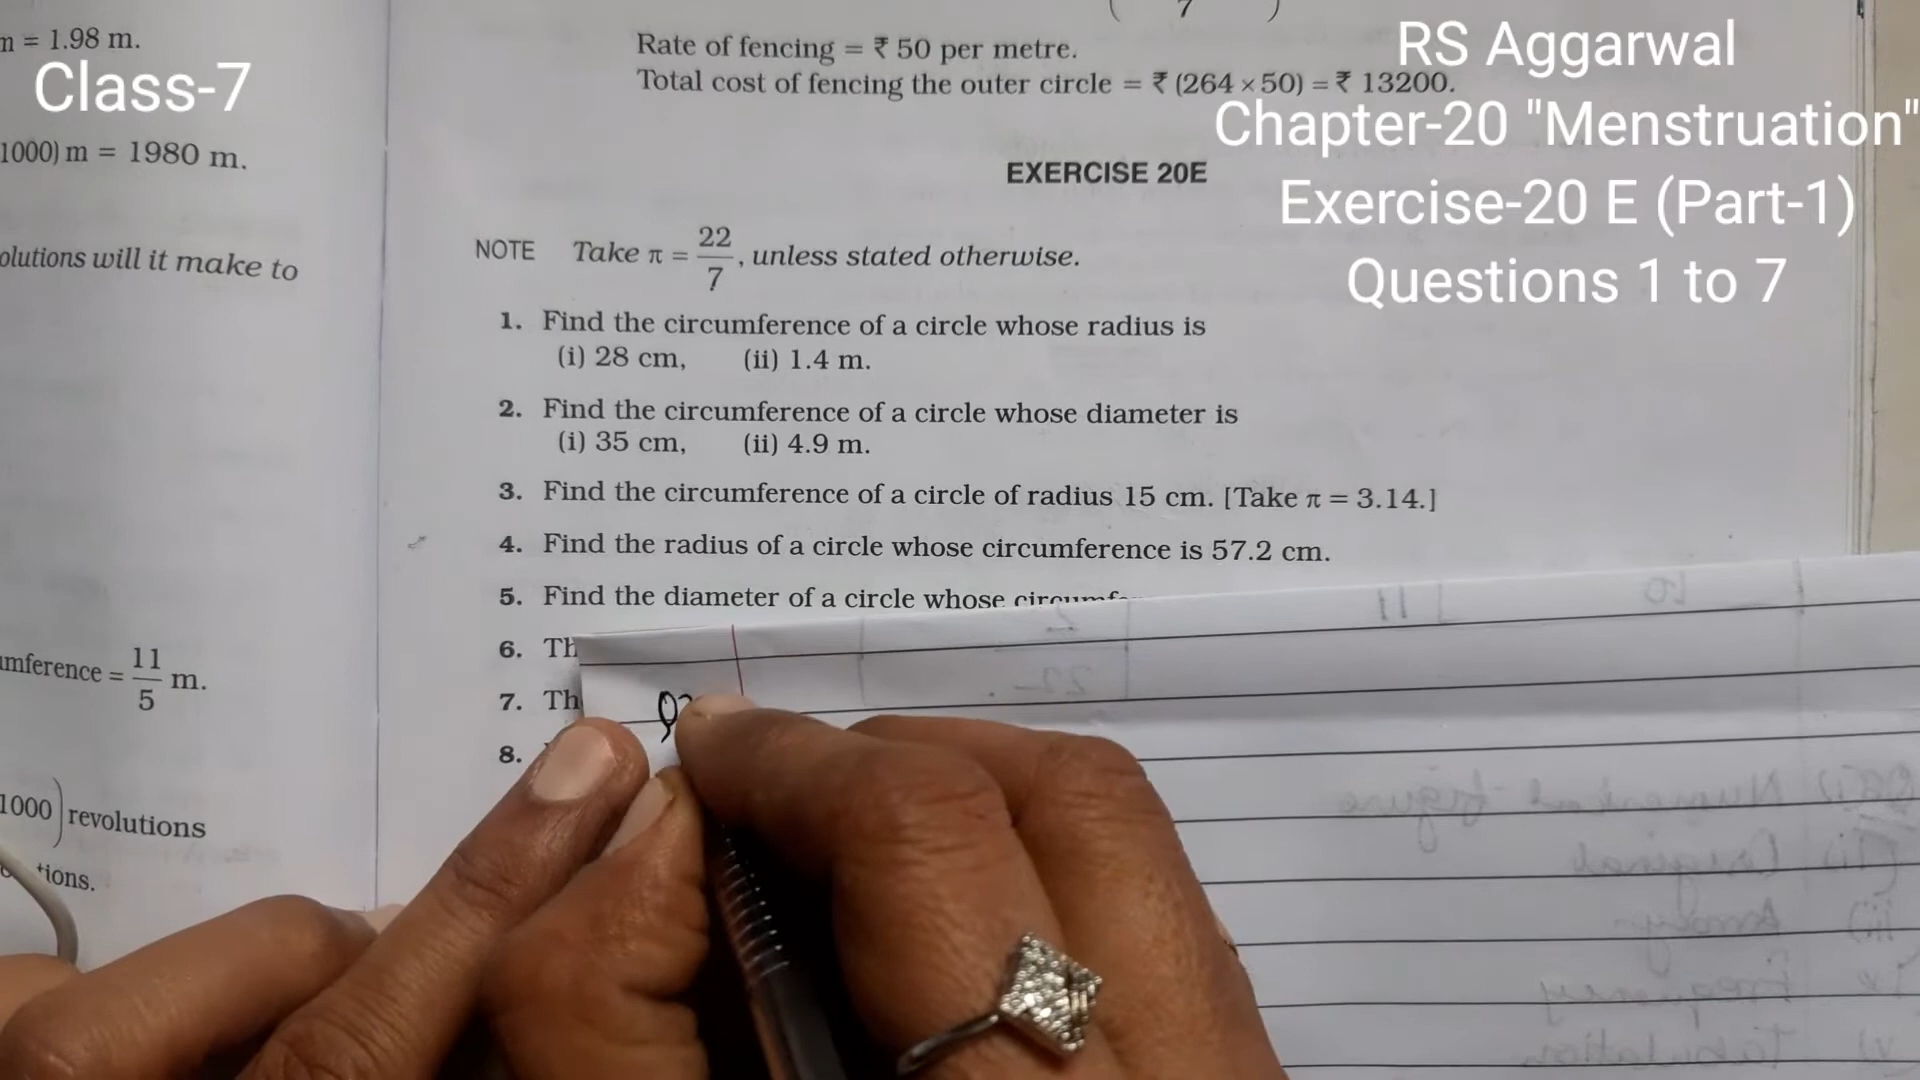 n = 1.98 m.
Class-7
1000) m = 1980 m.
olutions will it make to
umference = 11/5 m.
1000) revolutions
tions.
7
Rate of fencing = ₹ 50 per metre.
Total cost of fencing the outer circle = ₹ (264 × 50) = ₹ 13200.
RS Aggarwal
Chapter-20 "Menstruation"
Exercise-20 E (Part-1)
Questions 1 to 7
EXERCISE 20E
NOTE Take π = 22/7, unless stated otherwise.
1. Find the circumference of a circle whose radius is
(i) 28 cm, (ii) 1.4 m.
2. Find the circumference of a circle whose diameter is
(i) 35 cm, (ii) 4.9 m.
3. Find the circumference of a circle of radius 15 cm. [Take π = 3.14.]
4. Find the radius of a circle whose circumference is 57.2 cm.
5. Find the diameter of a circle whose
6. Th
7. Th
8.